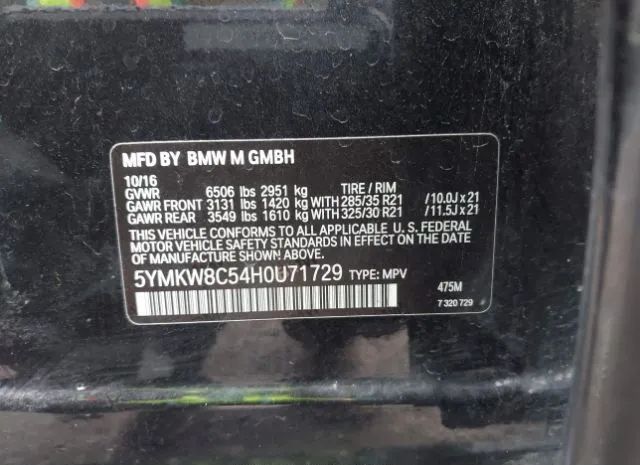 MFD BY BMW M GMBH
10/16
GVWR 6506 lbs 2951 kg TIRE / RIM
GAWR FRONT 3131 lbs 1420 kg WITH 285/35 R21 /10.0J x 21
GAWR REAR 3549 lbs 1610 kg WITH 325/30 R21 /11.5J x 21
THIS VEHICLE CONFORMS TO ALL APPLICABLE U. S. FEDERAL
MOTOR VEHICLE SAFETY STANDARDS IN EFFECT ON THE DATE
OF MANUFACTURE SHOWN ABOVE.
5YMKW8C54H0U71729 TYPE: MPV
475M
7 320 729